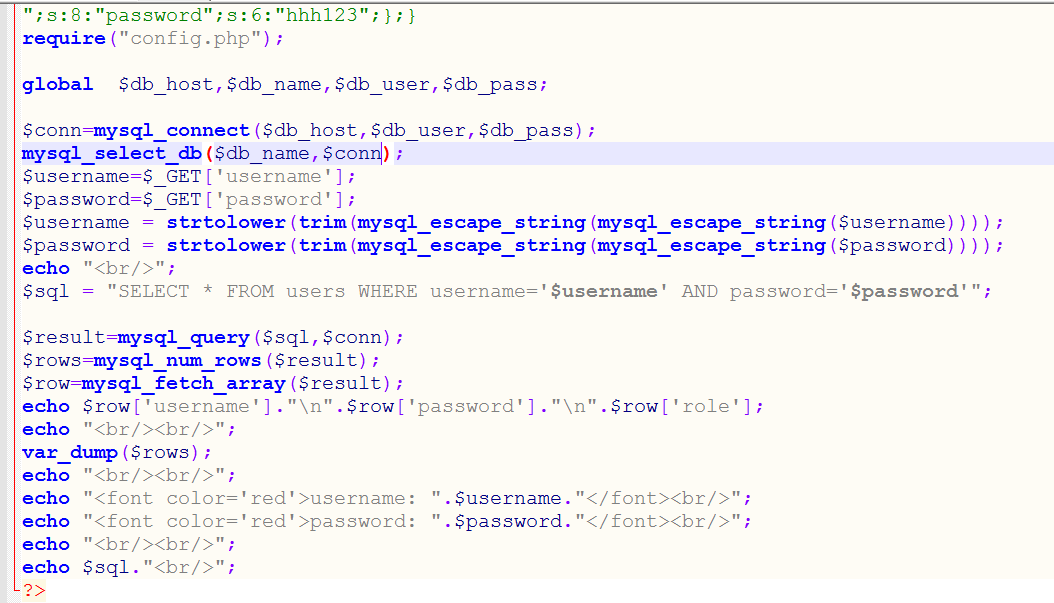 ";s:8:"password";s:6:"hhh123";};}
require("config.php");
global  $db_host,$db_name,$db_user,$db_pass;
$conn=mysql_connect($db_host,$db_user,$db_pass);
mysql_select_db($db_name,$conn);
$username=$_GET['username'];
$password=$_GET['password'];
$username = strtolower(trim(mysql_escape_string(mysql_escape_string($username))));
$password = strtolower(trim(mysql_escape_string(mysql_escape_string($password))));
echo "<br/>";
$sql = "SELECT * FROM users WHERE username='$username' AND password='$password'";
$result=mysql_query($sql,$conn);
$rows=mysql_num_rows($result);
$row=mysql_fetch_array($result);
echo $row['username']."\n".$row['password']."\n".$row['role'];
echo "<br/><br/>";
var_dump($rows);
echo "<br/><br/>";
echo "<font color='red'>username: ".$username."</font><br/>";
echo "<font color='red'>password: ".$password."</font><br/>";
echo "<br/><br/>";
echo $sql."<br/>";
?>